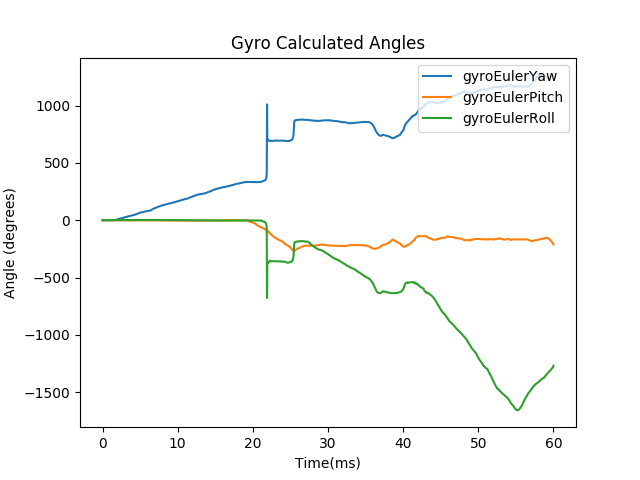 Gyro Calculated Angles
gyroEulerYaw
gyroEulerPitch
gyroEulerRoll
Angle (degrees)
1000
500
0
−500
−1000
−1500
0 10 20 30 40 50 60
Time(ms)